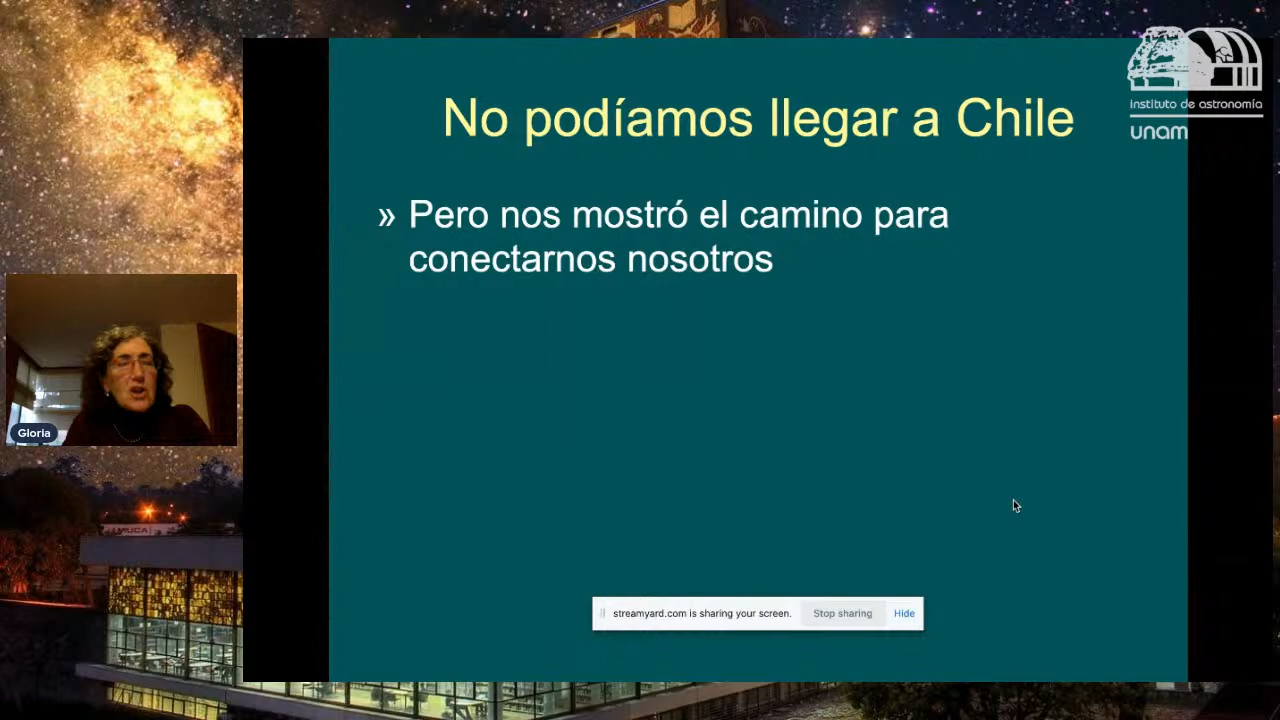 No podíamos llegar a Chile
» Pero nos mostró el camino para
conectarnos nosotros
instituto de astronomía
unam
Gloria
MUCA
streamyard.com is sharing your screen.
Stop sharing
Hide